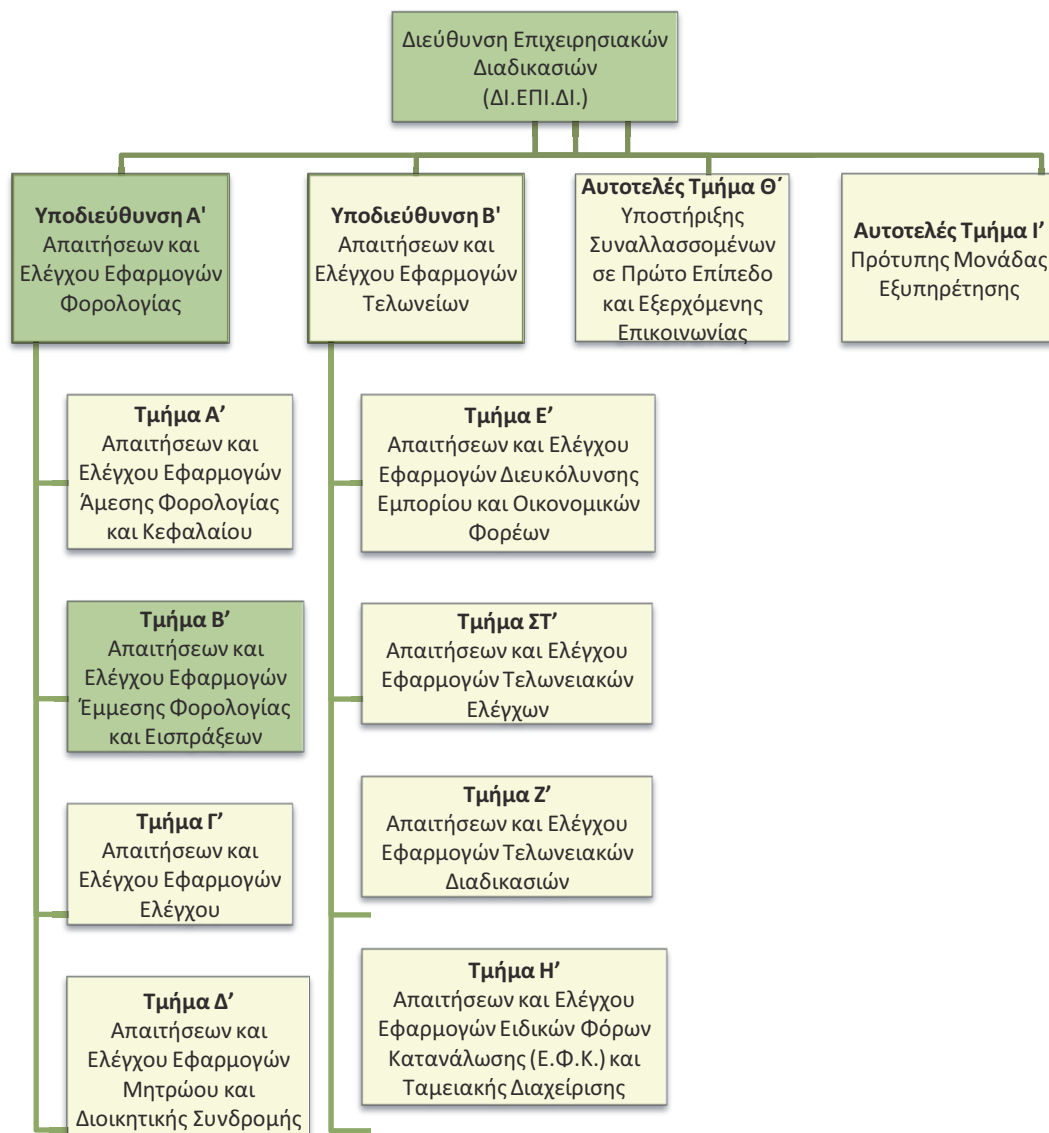 Διεύθυνση Επιχειρησιακών
Διαδικασιών
(ΔΙ.ΕΠΙ.ΔΙ.)
Υποδιεύθυνση Α'
Απαιτήσεων και
Ελέγχου Εφαρμογών
Φορολογίας
Υποδιεύθυνση Β'
Απαιτήσεων και
Ελέγχου Εφαρμογών
Τελωνείων
Αυτοτελές Τμήμα Θ΄
Υποστήριξης
Συναλλασσομένων
σε Πρώτο Επίπεδο
και Εξερχόμενης
Επικοινωνίας
Αυτοτελές Τμήμα Ι’
Πρότυπης Μονάδας
Εξυπηρέτησης
Τμήμα Α’
Απαιτήσεων και
Ελέγχου Εφαρμογών
Άμεσης Φορολογίας
και Κεφαλαίου
Τμήμα Β’
Απαιτήσεων και
Ελέγχου Εφαρμογών
Έμμεσης Φορολογίας
και Εισπράξεων
Τμήμα Γ’
Απαιτήσεων και
Ελέγχου Εφαρμογών
Ελέγχου
Τμήμα Δ’
Απαιτήσεων και
Ελέγχου Εφαρμογών
Μητρώου και
Διοικητικής Συνδρομής
Τμήμα Ε’
Απαιτήσεων και Ελέγχου
Εφαρμογών Διευκόλυνσης
Εμπορίου και Οικονομικών
Φορέων
Τμήμα ΣΤ’
Απαιτήσεων και Ελέγχου
Εφαρμογών Τελωνειακών
Ελέγχων
Τμήμα Ζ’
Απαιτήσεων και Ελέγχου
Εφαρμογών Τελωνειακών
Διαδικασιών
Τμήμα Η’
Απαιτήσεων και Ελέγχου
Εφαρμογών Ειδικών Φόρων
Κατανάλωσης (Ε.Φ.Κ.) και
Ταμειακής Διαχείρισης